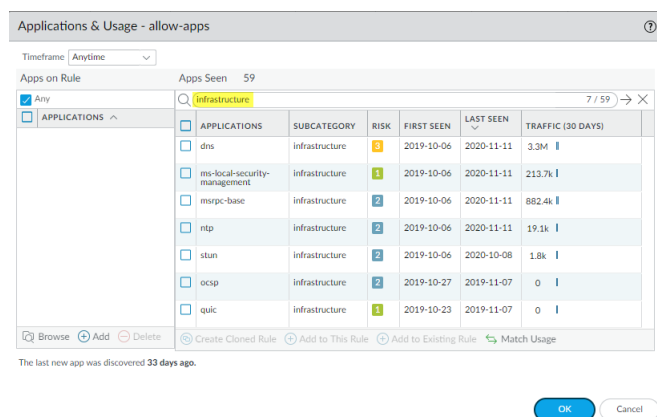 Applications & Usage - allow-apps
Timeframe Anytime
Apps on Rule
Apps Seen 59
Any
APPLICATIONS
infrastructure 7 / 59
APPLICATIONS SUBCATEGORY RISK FIRST SEEN LAST SEEN TRAFFIC (30 DAYS)
dns infrastructure 3 2019-10-06 2020-11-11 3.3M
ms-local-security-management infrastructure 1 2019-10-06 2020-11-11 213.7k
msrpc-base infrastructure 2 2019-10-06 2020-11-11 882.4k
ntp infrastructure 2 2019-10-06 2020-11-11 19.1k
stun infrastructure 2 2019-10-06 2020-10-08 1.8k
ocsp infrastructure 2 2019-10-27 2019-11-07 0
quic infrastructure 1 2019-10-23 2019-11-07 0
Browse Add Delete
Create Cloned Rule Add to This Rule Add to Existing Rule Match Usage
The last new app was discovered 33 days ago.
OK Cancel